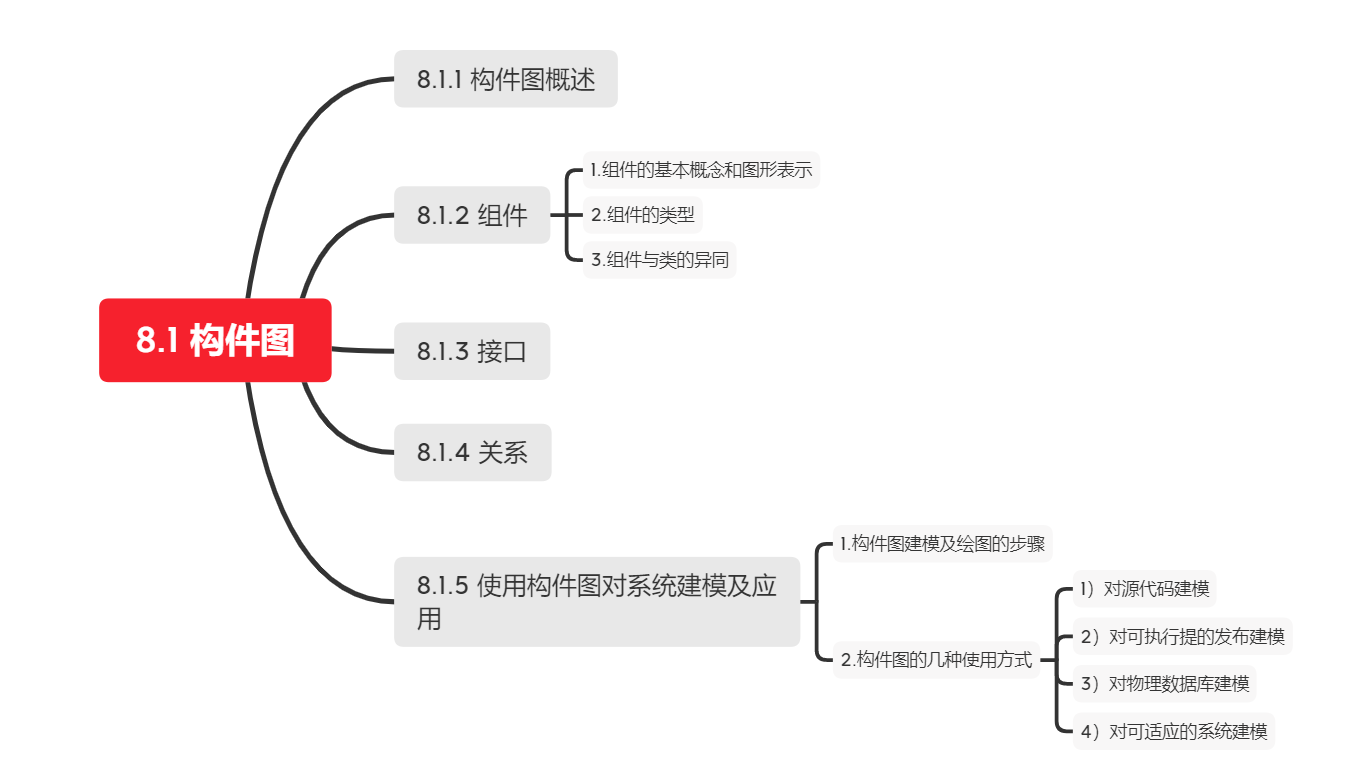 8.1 构件图
8.1.1 构件图概述
8.1.2 组件
1.组件的基本概念和图形表示
2.组件的类型
3.组件与类的异同
8.1.3 接口
8.1.4 关系
8.1.5 使用构件图对系统建模及应
用
1.构件图建模及绘图的步骤
2.构件图的几种使用方式
1）对源代码建模
2）对可执行提的发布建模
3）对物理数据库建模
4）对可适应的系统建模